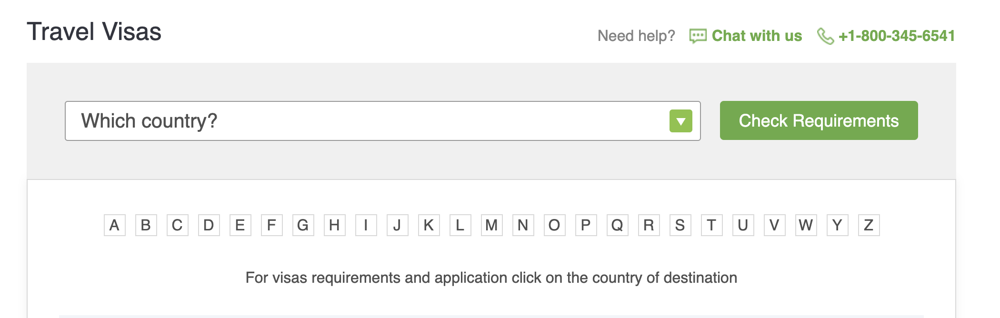 Travel Visas
Need help? Chat with us +1-800-345-6541
Which country?
Check Requirements
A B C D E F G H I J K L M N O P Q R S T U V W Y Z
For visas requirements and application click on the country of destination